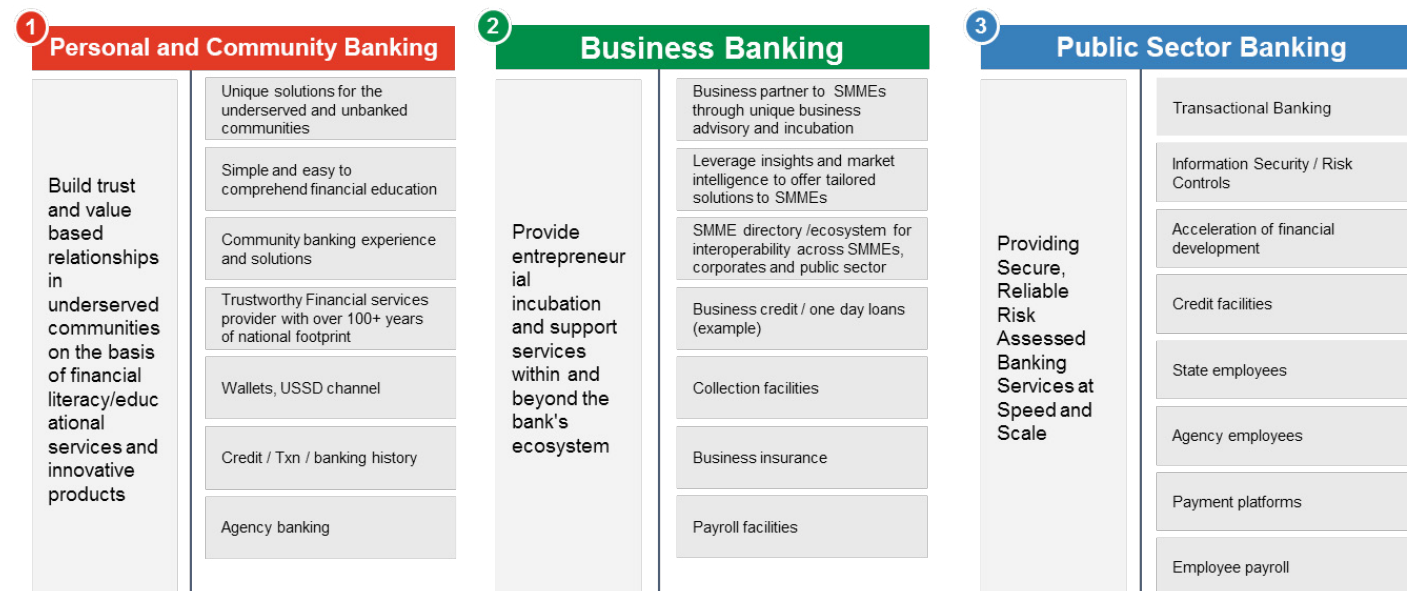 1
Personal and Community Banking
Build trust
and value
based
relationships
in
underserved
communities
on the basis
of financial
literacy/educ
ational
services and
innovative
products
Unique solutions for the
underserved and unbanked
communities
Simple and easy to
comprehend financial education
Community banking experience
and solutions
Trustworthy Financial services
provider with over 100+ years
of national footprint
Wallets, USSD channel
Credit / Txn / banking history
Agency banking
2
Business Banking
Provide
entrepreneur
ial
incubation
and support
services
within and
beyond the
bank's
ecosystem
Business partner to SMMEs
through unique business
advisory and incubation
Leverage insights and market
intelligence to offer tailored
solutions to SMMEs
SMME directory /ecosystem for
interoperability across SMMEs,
corporates and public sector
Business credit / one day loans
(example)
Collection facilities
Business insurance
Payroll facilities
3
Public Sector Banking
Providing
Secure,
Reliable
Risk
Assessed
Banking
Services at
Speed and
Scale
Transactional Banking
Information Security / Risk
Controls
Acceleration of financial
development
Credit facilities
State employees
Agency employees
Payment platforms
Employee payroll